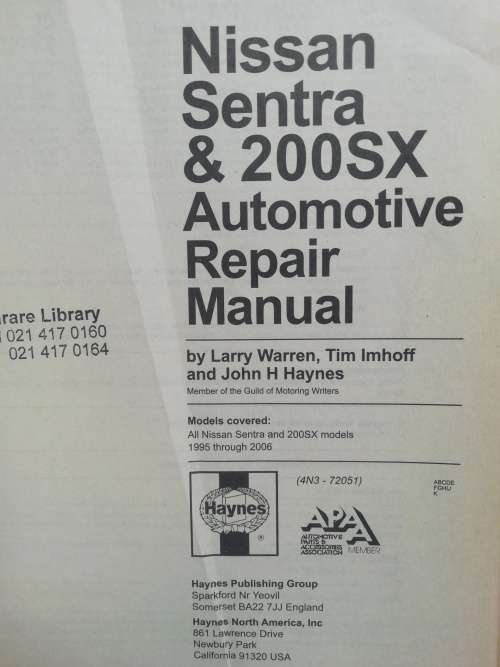 Nissan
Sentra
& 200SX
Automotive
Repair
Manual
rare Library
021 417 0160
021 417 0164
by Larry Warren, Tim Imhoff
and John H Haynes
Member of the Guild of Motoring Writers
Models covered:
All Nissan Sentra and 200SX models
1995 through 2006
Haynes
®
(4N3 - 72051)
ABCDE
FGHIJ
K
APAA
AUTOMOTIVE
PARTS &
ACCESSORIES
ASSOCIATION
MEMBER
Haynes Publishing Group
Sparkford Nr Yeovil
Somerset BA22 7JJ England
Haynes North America, Inc
861 Lawrence Drive
Newbury Park
California 91320 USA